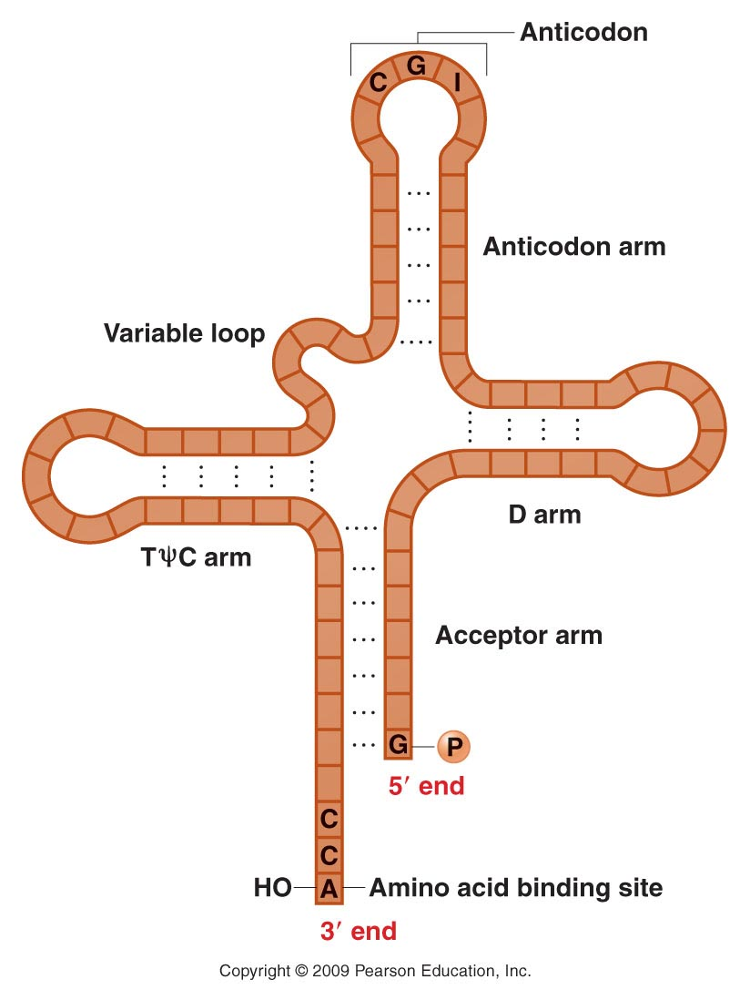 Anticodon
C G I
Anticodon arm
Variable loop
D arm
TψC arm
Acceptor arm
G P
5′ end
C
C
HO A Amino acid binding site
3′ end
Copyright © 2009 Pearson Education, Inc.